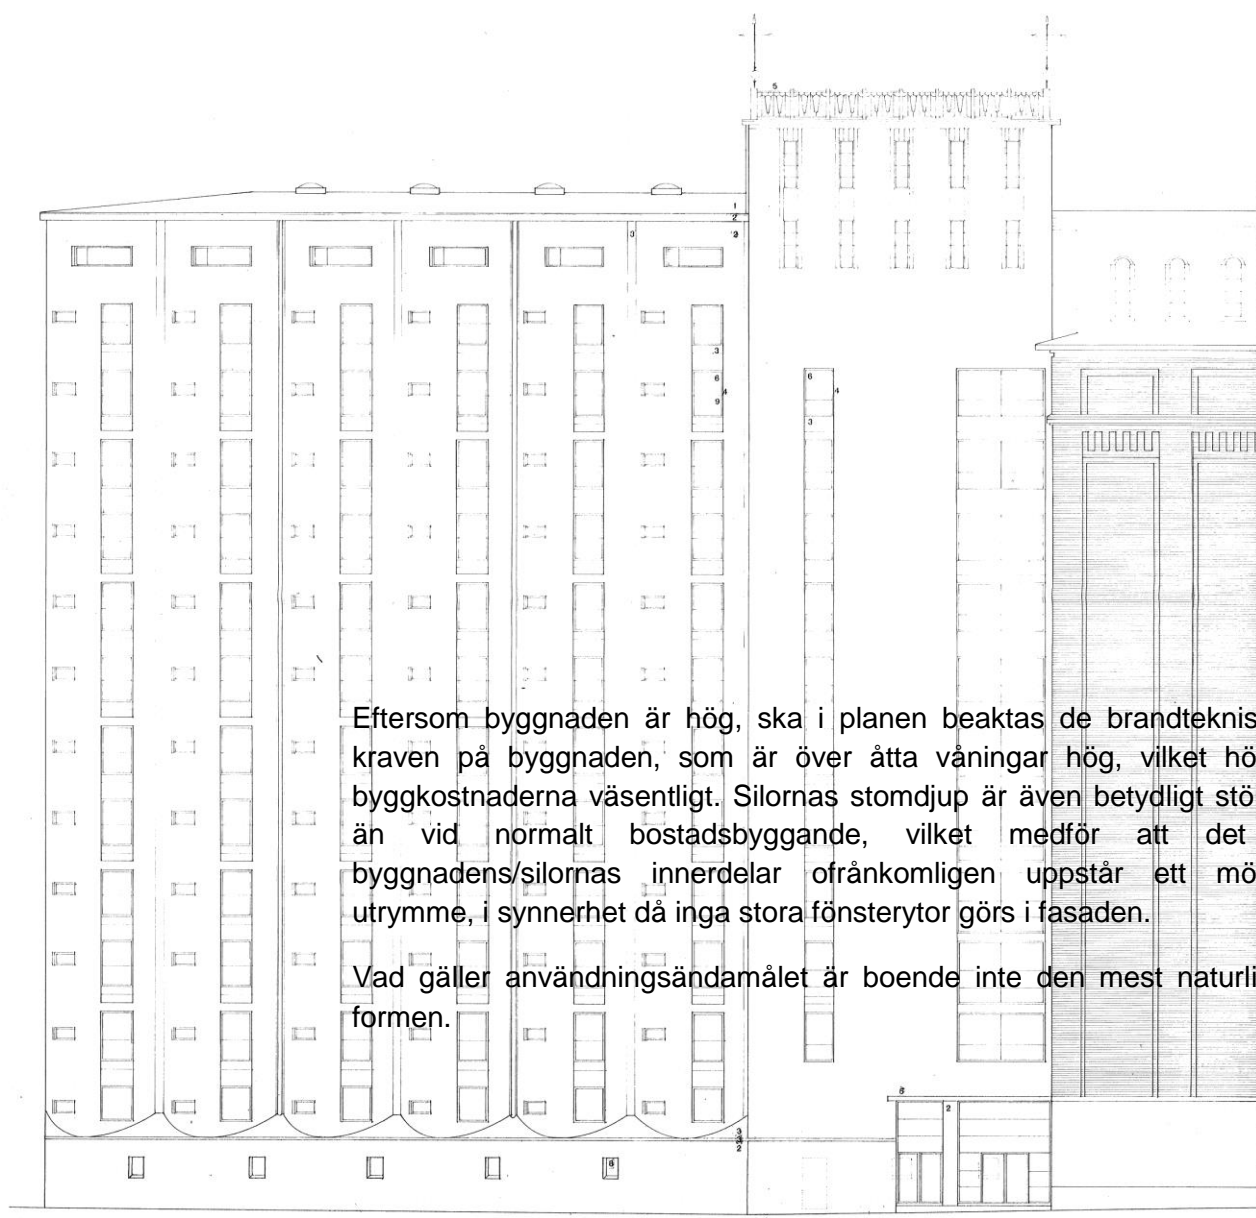 Eftersom byggnaden är hög, ska i planen beaktas de brandteknis
kraven på byggnaden, som är över åtta våningar hög, vilket hö
byggkostnaderna väsentligt. Silornas stomdjup är även betydligt stö
än vid normalt bostadsbyggande, vilket medför att det
byggnadens/silornas innerdelar ofrånkomligen uppstår ett mö
utrymme, i synnerhet då inga stora fönsterytor görs i fasaden.
Vad gäller användningsändamålet är boende inte den mest naturli
formen.